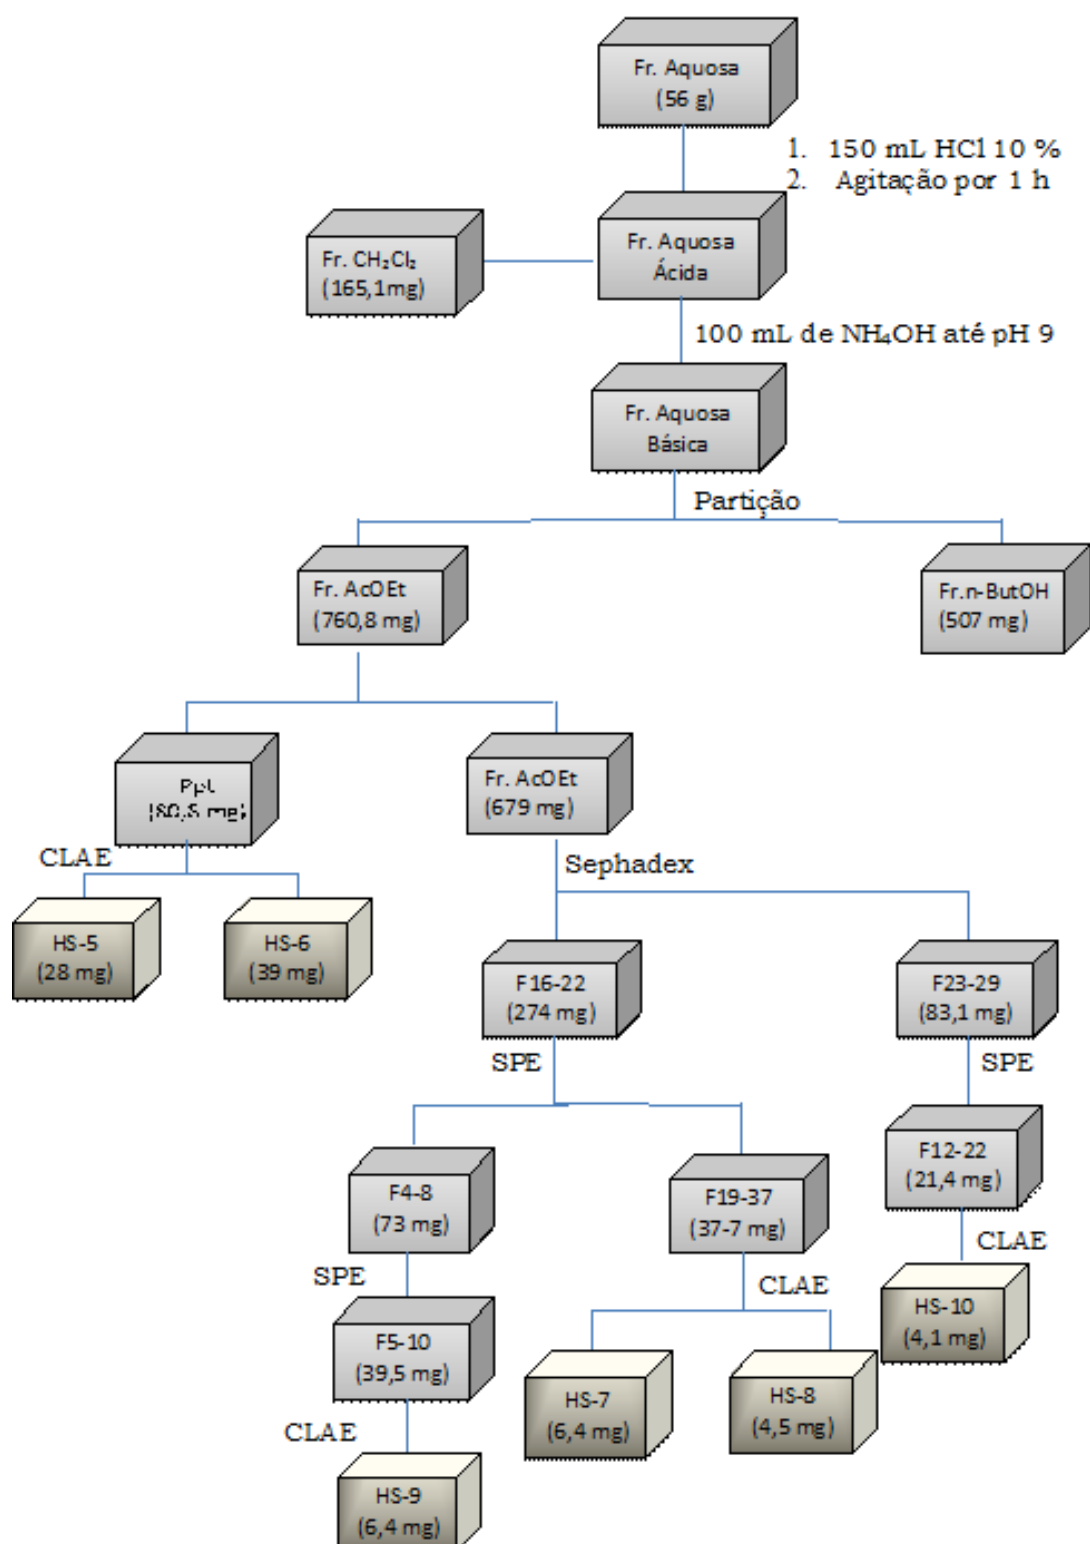 Fr. Aquosa
(56 g)
1. 150 mL HCl 10 %
2. Agitação por 1 h
Fr. CH₂Cl₂
(165,1mg)
Fr. Aquosa
Ácida
100 mL de NH₄OH até pH 9
Fr. Aquosa
Básica
Partição
Fr. AcOEt
(760,8 mg)
Fr.n-ButOH
(507 mg)
Ppt
mg)
Fr. AcOEt
(679 mg)
CLAE
Sephadex
HS-5
(28 mg)
HS-6
(39 mg)
F16-22
(274 mg)
F23-29
(83,1 mg)
SPE
SPE
F4-8
(73 mg)
F19-37
(37-7 mg)
F12-22
(21,4 mg)
SPE
CLAE
CLAE
F5-10
(39,5 mg)
HS-10
(4,1 mg)
HS-7
(6,4 mg)
HS-8
(4,5 mg)
CLAE
HS-9
(6,4 mg)